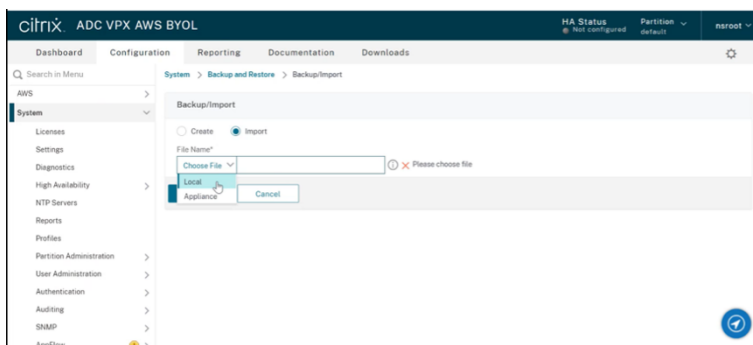 citrix. ADC VPX AWS BYOL
HA Status
Not configured
Partition
default
nsroot
Dashboard Configuration Reporting Documentation Downloads
Search in Menu
AWS
System
Licenses
Settings
Diagnostics
High Availability
NTP Servers
Reports
Profiles
Partition Administration
User Administration
Authentication
Auditing
SNMP
AppFlow
System > Backup and Restore > Backup/Import
Backup/Import
Create Import
File Name*
Choose File
Please choose file
Local
Appliance
Cancel